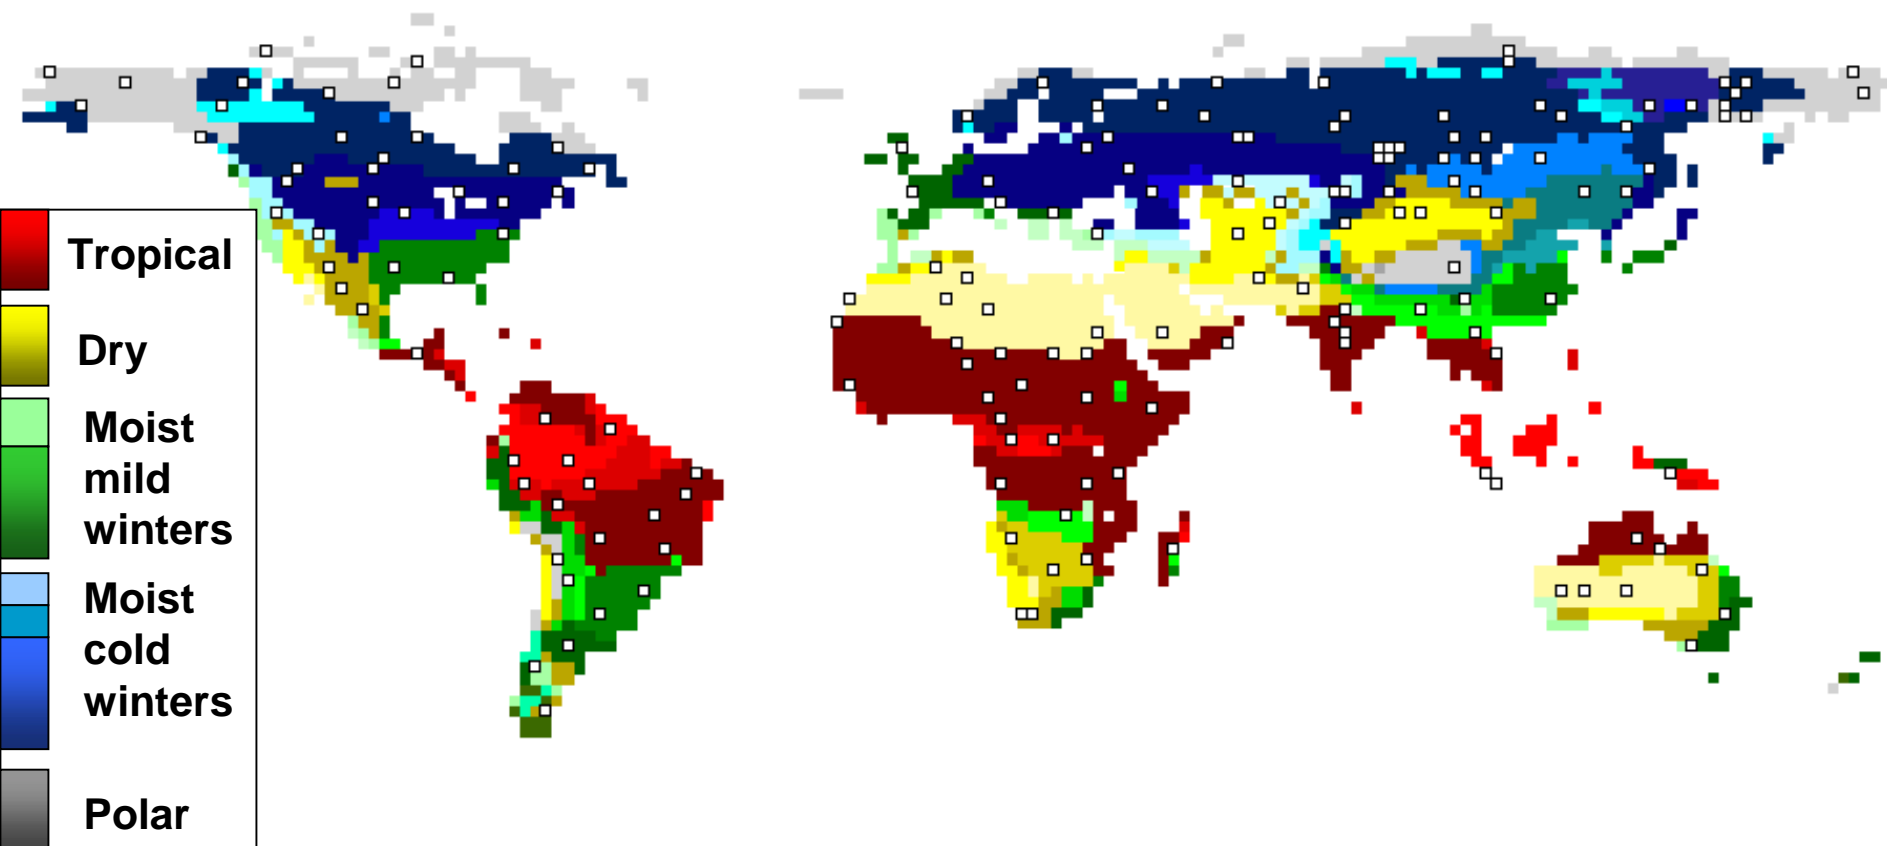 Tropical
Dry
Moist
mild
winters
Moist
cold
winters
Polar